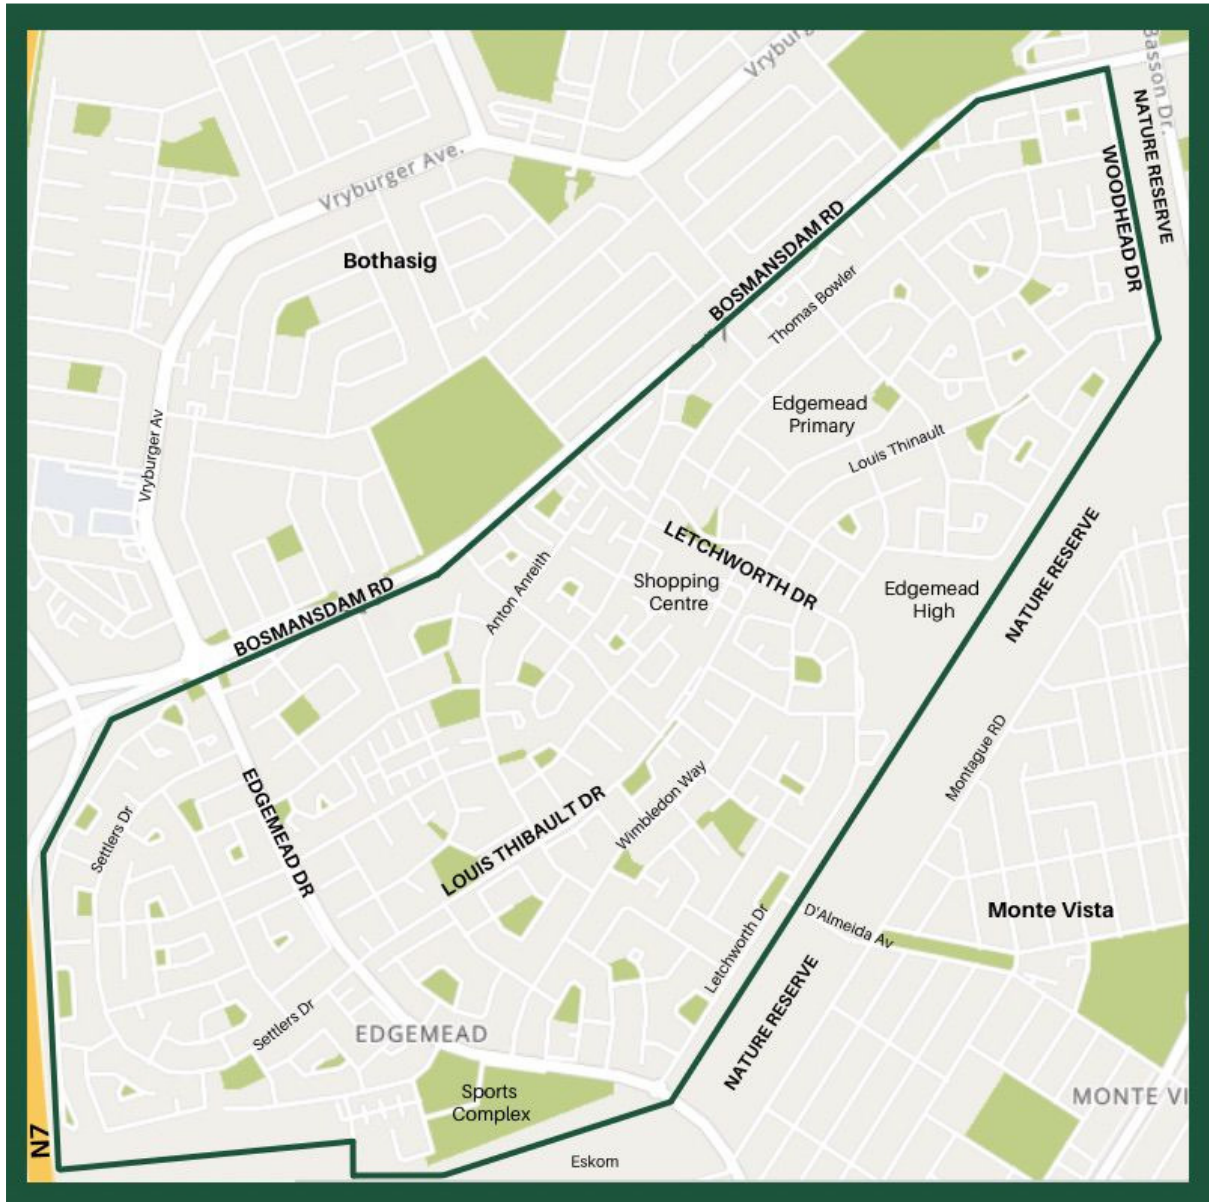 Basson Dr.
Vryburg
NATURE RESERVE
WOODHEAD DR
Vryburger Ave.
BOSMANSDAM RD
Bothasig
Thomas Bowler
Edgemead
Primary
Vryburger Av
Louis Thinault
LETCHWORTH DR
NATURE RESERVE
Anton Anreith
Shopping
Centre
Edgemead
High
BOSMANSDAM RD
EDGEMEAD DR
Montague RD
Settlers Dr
Wimbledon Way
LOUIS THIBAULT DR
Monte Vista
D'Almeida Av
Letchworth Dr
NATURE RESERVE
Settlers Dr
EDGEMEAD
Sports
Complex
MONTE VI
N7
Eskom